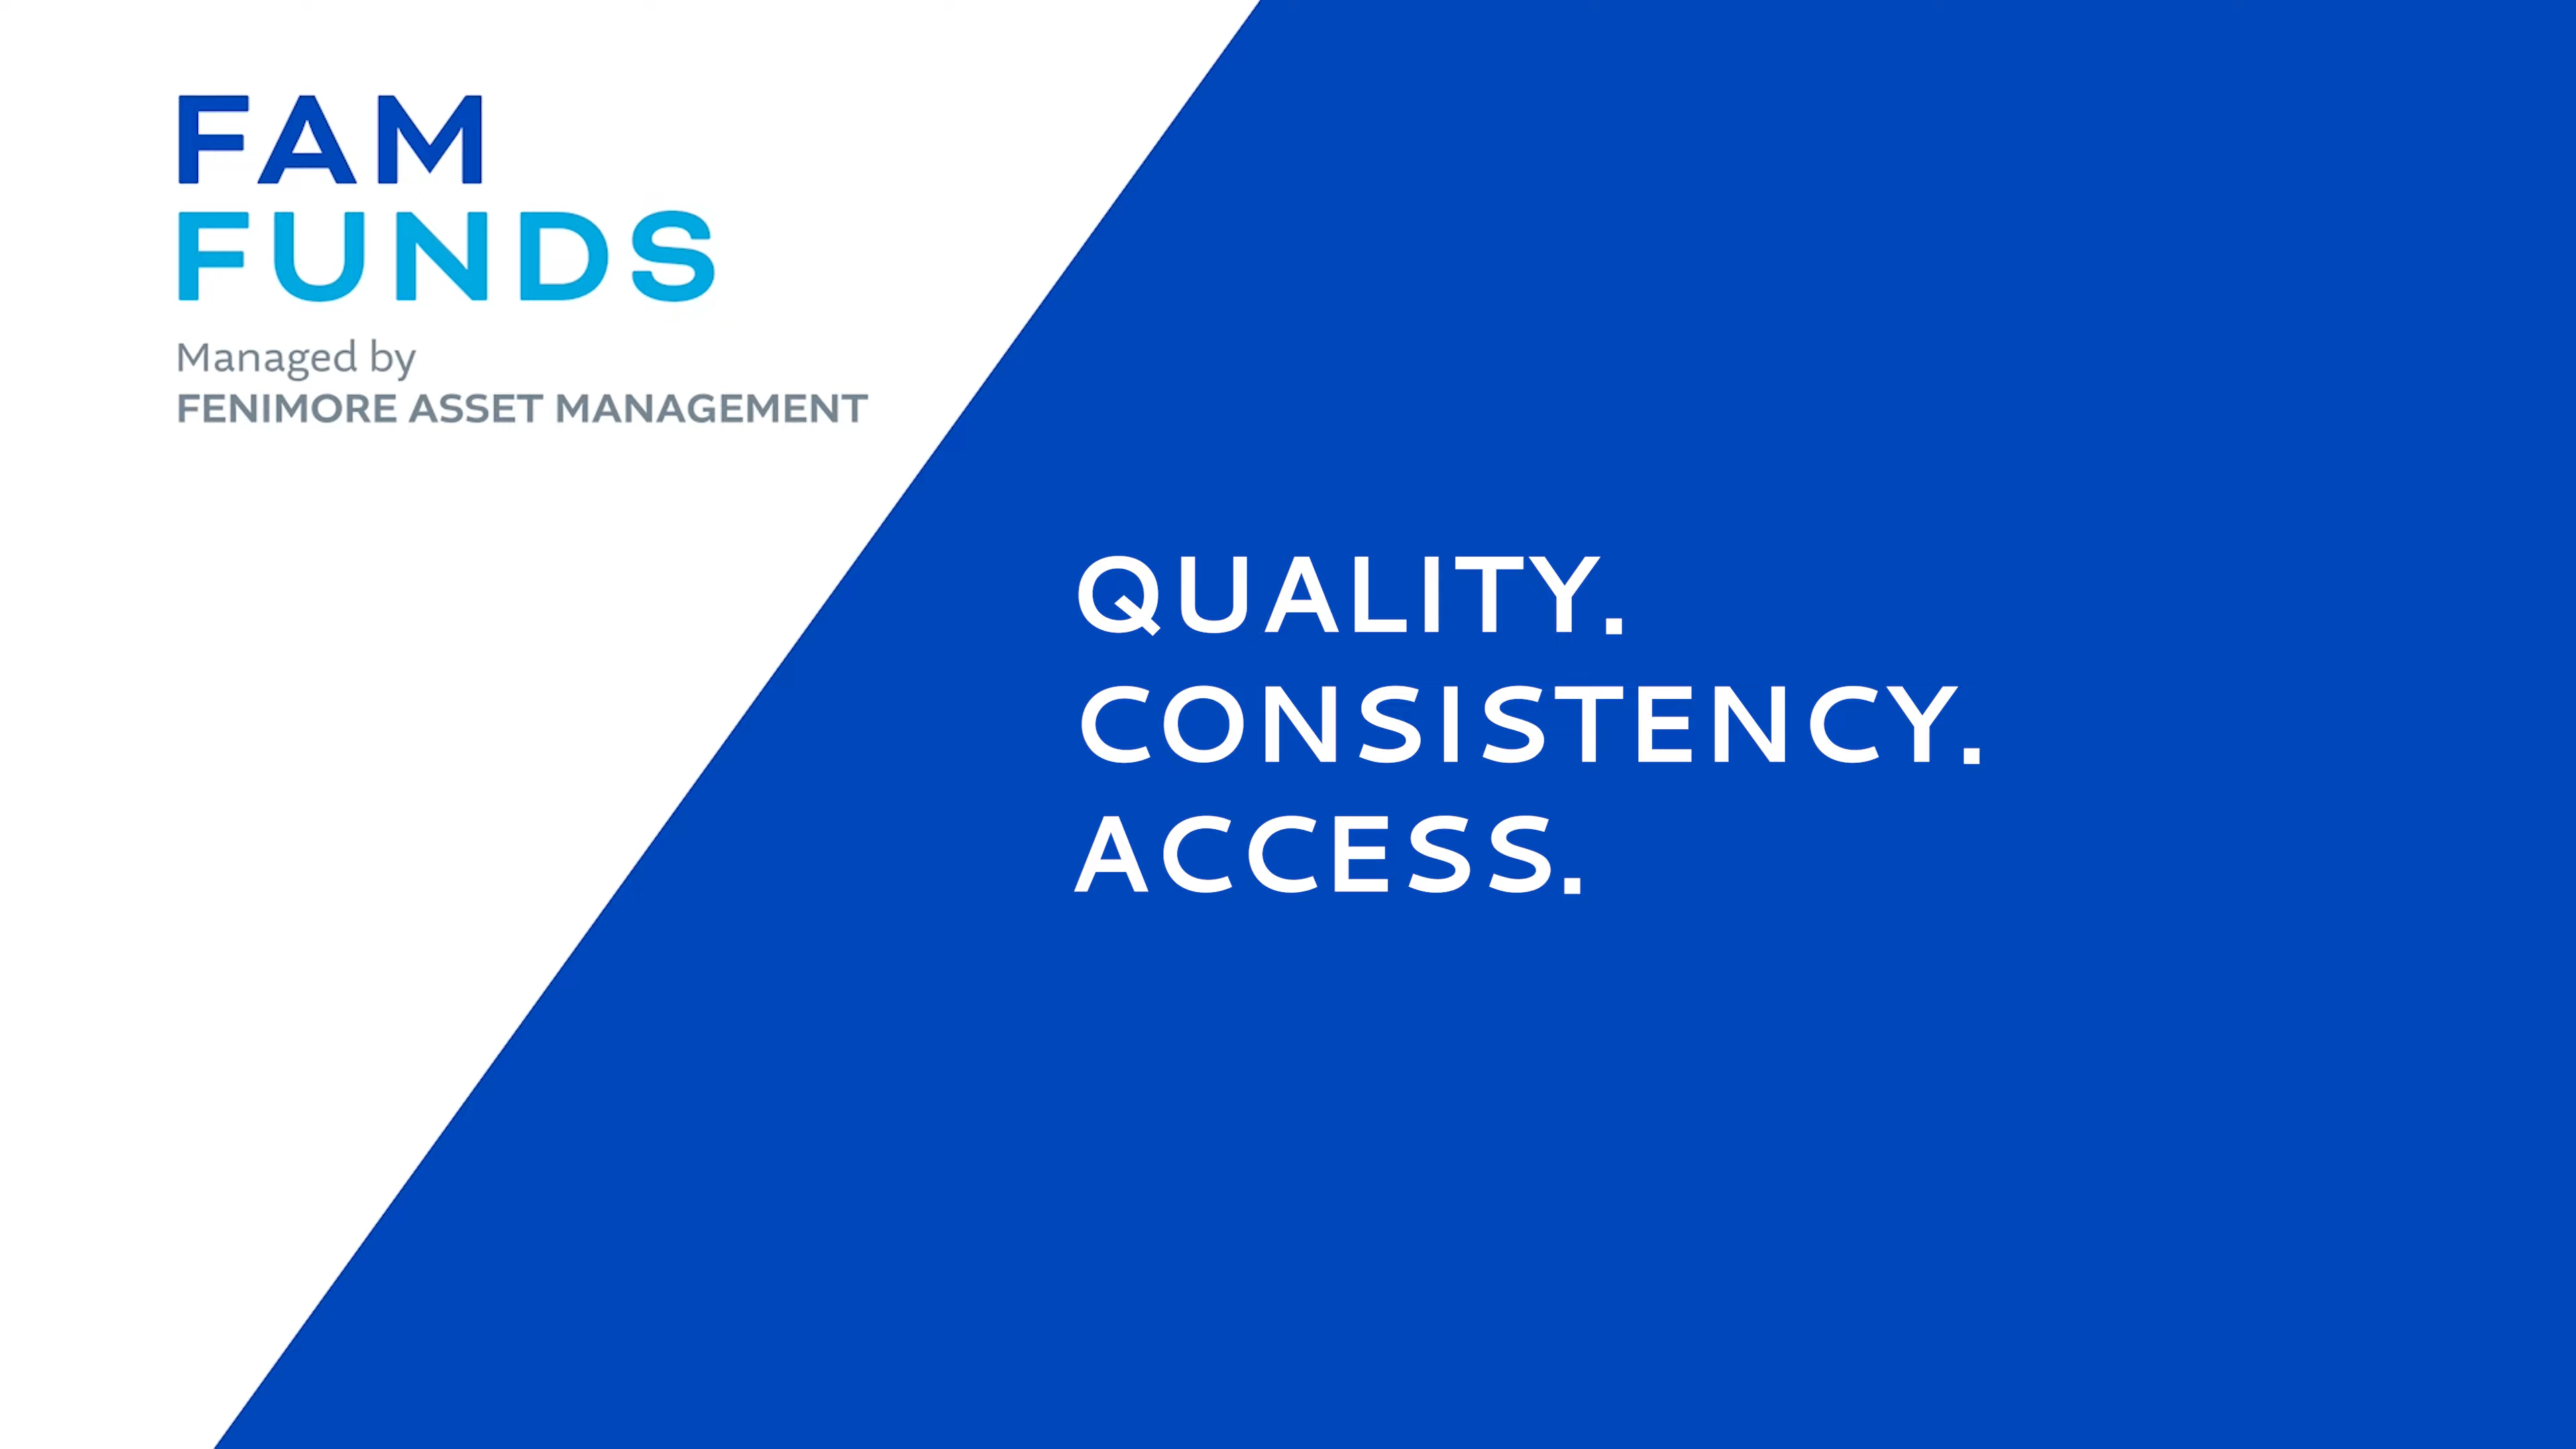 FAM
FUNDS
Managed by
FENIMORE ASSET MANAGEMENT
QUALITY.
CONSISTENCY.
ACCESS.